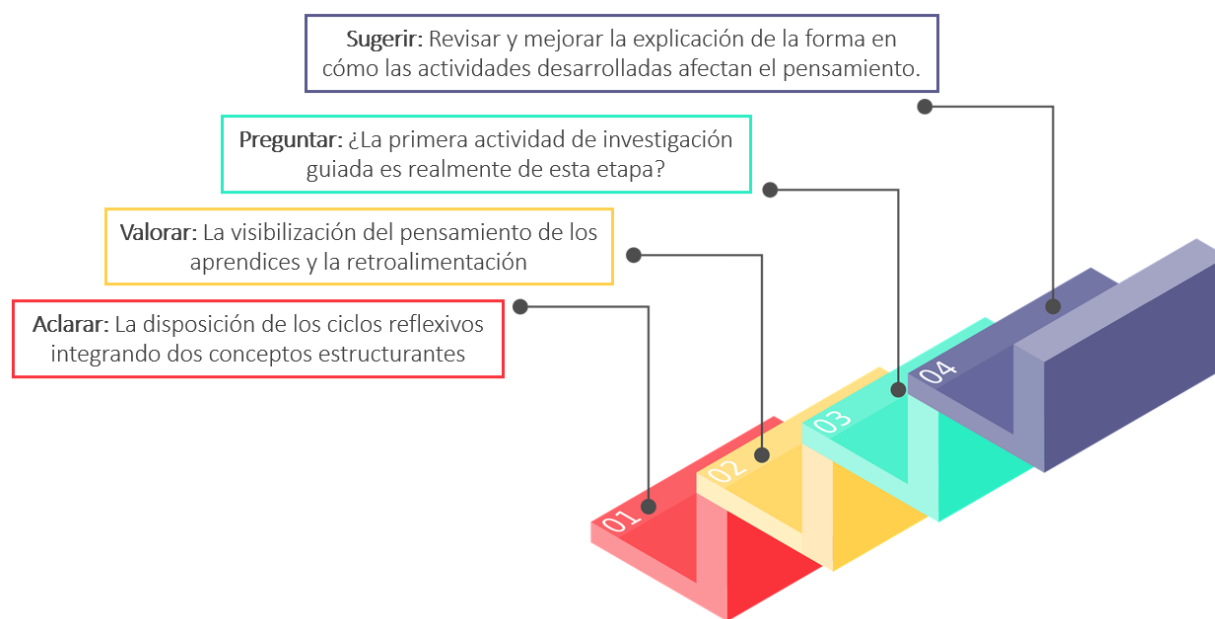 Sugerir: Revisar y mejorar la explicación de la forma en
cómo las actividades desarrolladas afectan el pensamiento.
Preguntar: ¿La primera actividad de investigación
guiada es realmente de esta etapa?
Valorar: La visibilización del pensamiento de los
aprendices y la retroalimentación
Aclarar: La disposición de los ciclos reflexivos
integrando dos conceptos estructurantes
04
03
02
01